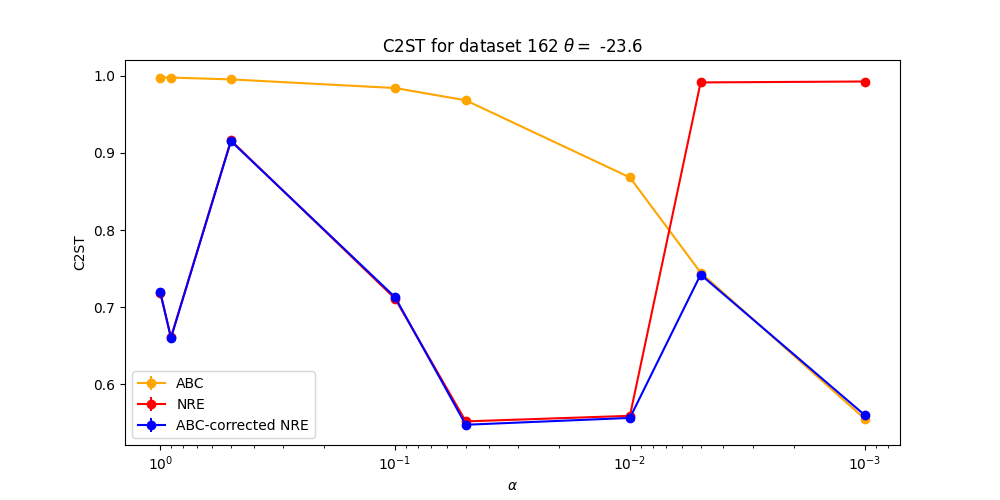 C2ST for dataset 162 θ = -23.6
C2ST
1.0
0.9
0.8
0.7
0.6
ABC
NRE
ABC-corrected NRE
10⁰
10⁻¹
10⁻²
10⁻³
α